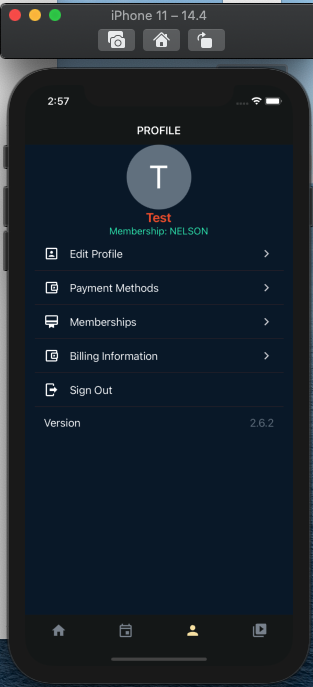 iPhone 11 – 14.4
2:57
PROFILE
T
Test
Membership: NELSON
Edit Profile
Payment Methods
Memberships
Billing Information
Sign Out
Version 2.6.2